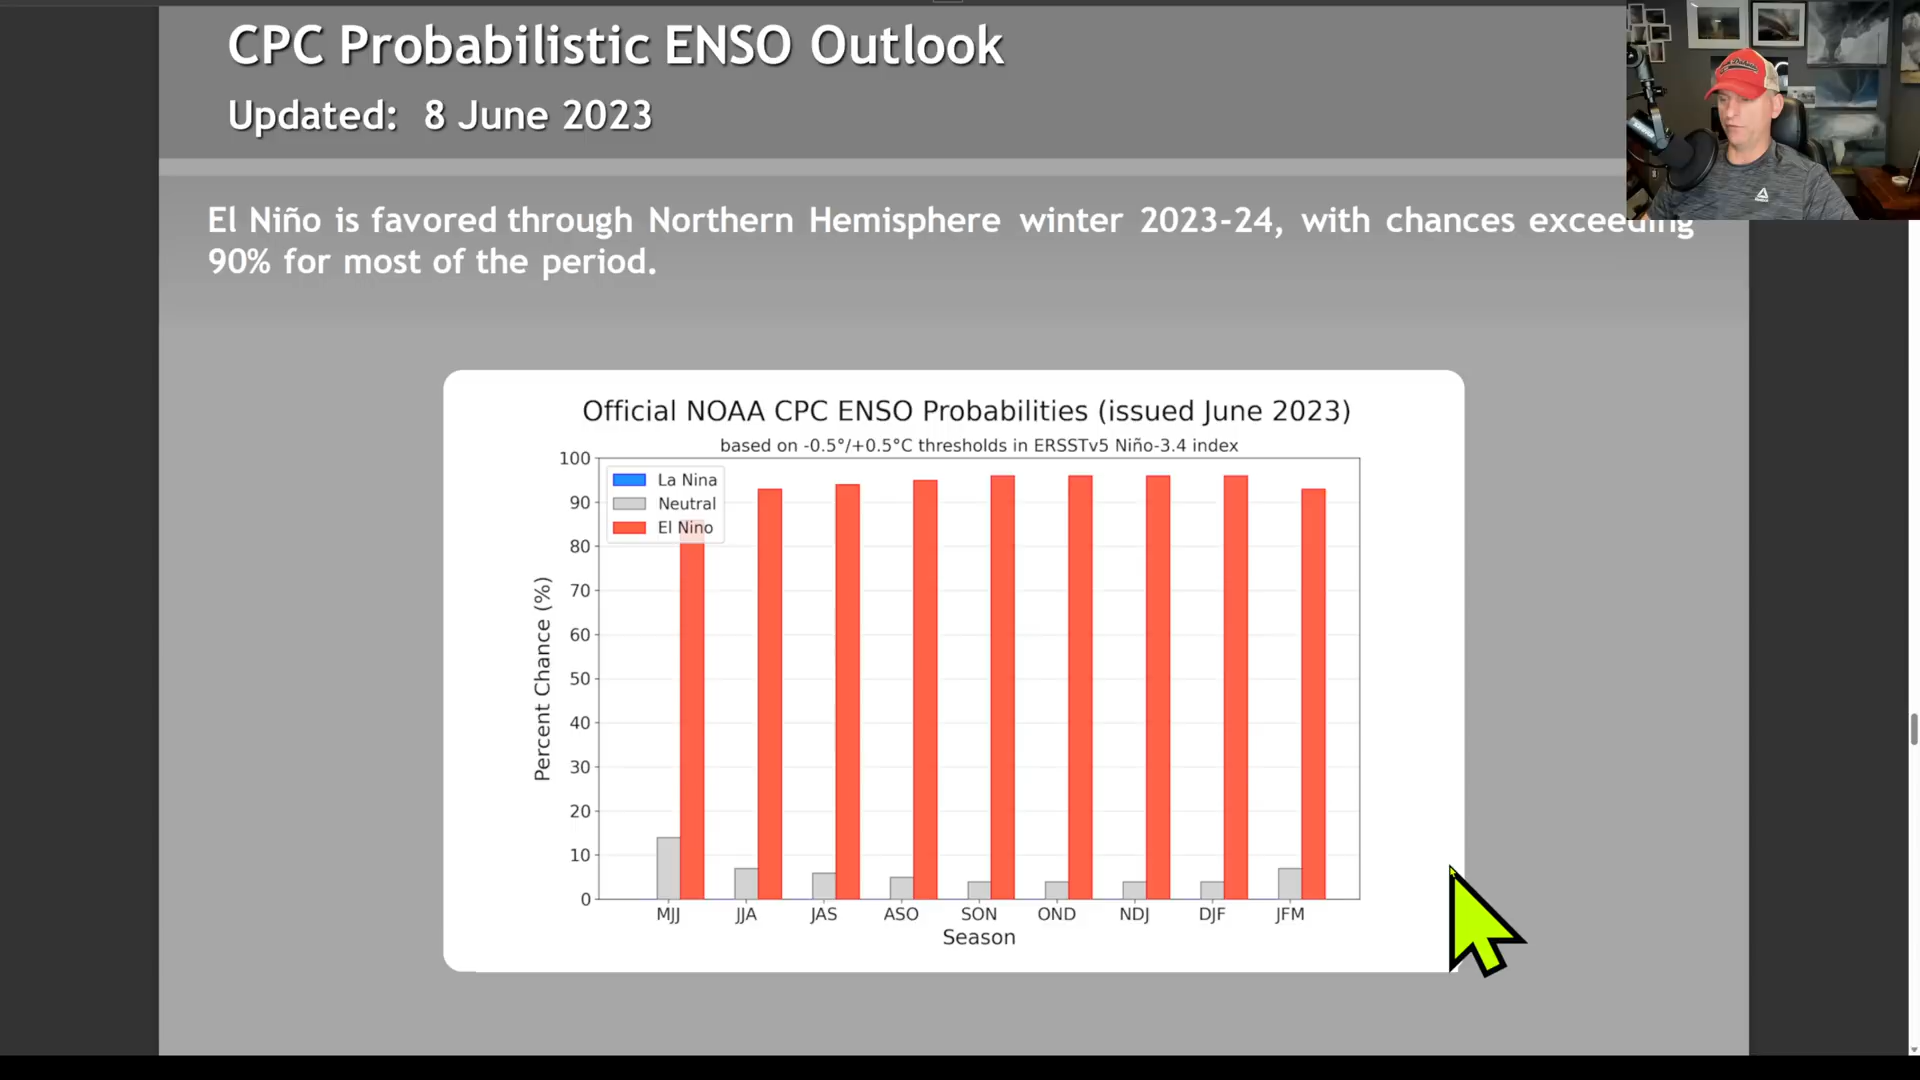 CPC Probabilistic ENSO Outlook
Updated: 8 June 2023
El Niño is favored through Northern Hemisphere winter 2023-24, with chances exceeding
90% for most of the period.
Official NOAA CPC ENSO Probabilities (issued June 2023)
based on -0.5°/+0.5°C thresholds in ERSSTv5 Niño-3.4 index
La Nina
Neutral
El Nino
Percent Chance (%)
100
90
80
70
60
50
40
30
20
10
0
MJJ JJA JAS ASO SON OND NDJ DJF JFM
Season